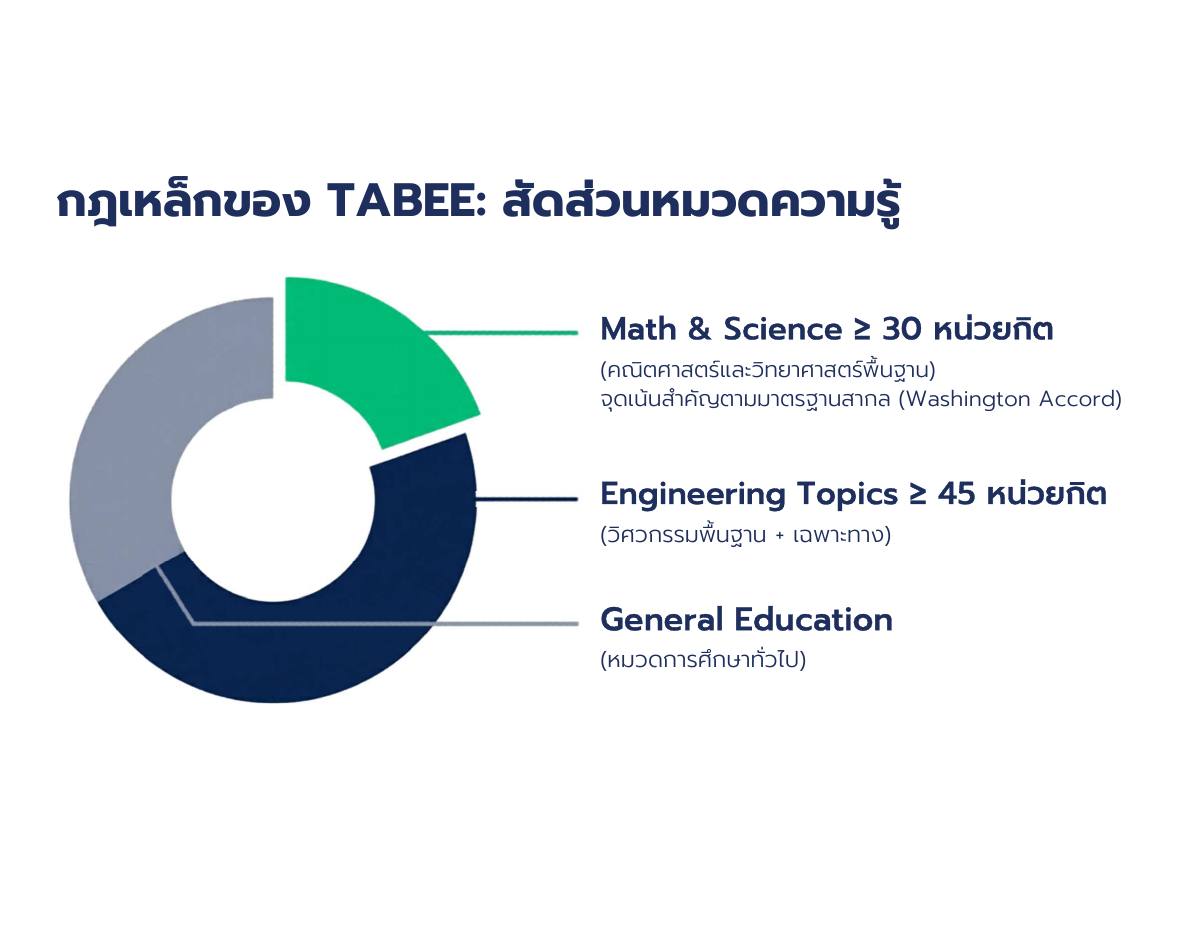 กฎเหล็กของ TABEE: สัดส่วนหมวดความรู้
Math & Science ≥ 30 หน่วยกิต
(คณิตศาสตร์และวิทยาศาสตร์พื้นฐาน)
จุดเน้นสำคัญตามมาตรฐานสากล (Washington Accord)
Engineering Topics ≥ 45 หน่วยกิต
(วิศวกรรมพื้นฐาน + เฉพาะทาง)
General Education
(หมวดการศึกษาทั่วไป)